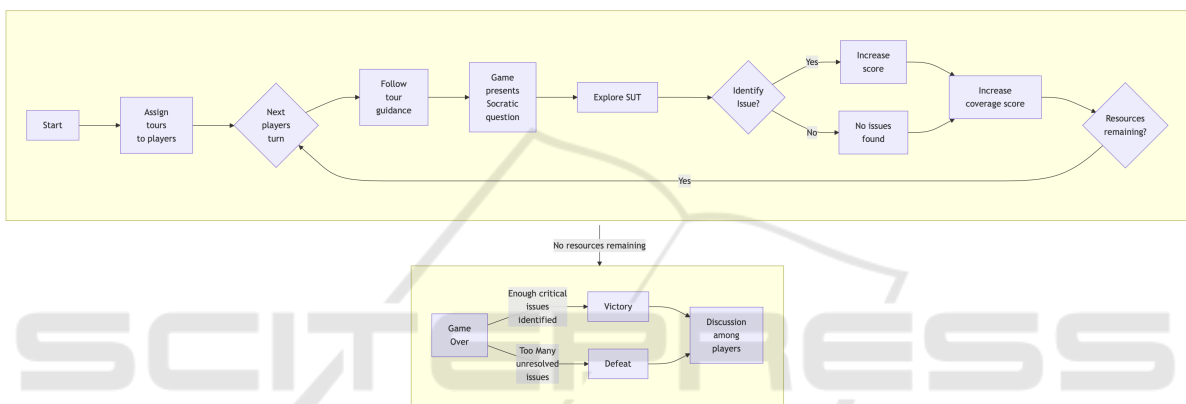 Start
Assign
tours
to players
Next
players
turn
Follow
tour
guidance
Game
presents
Socratic
question
Explore SUT
Identify
Issue?
Yes
Increase
score
No
No issues
found
Increase
coverage score
Resources
remaining?
Yes
No resources remaining
Game
Over
Enough critical
issues
Identified
Victory
Too Many
unresolved
issues
Defeat
Discussion
among
players
SCITEPRESS